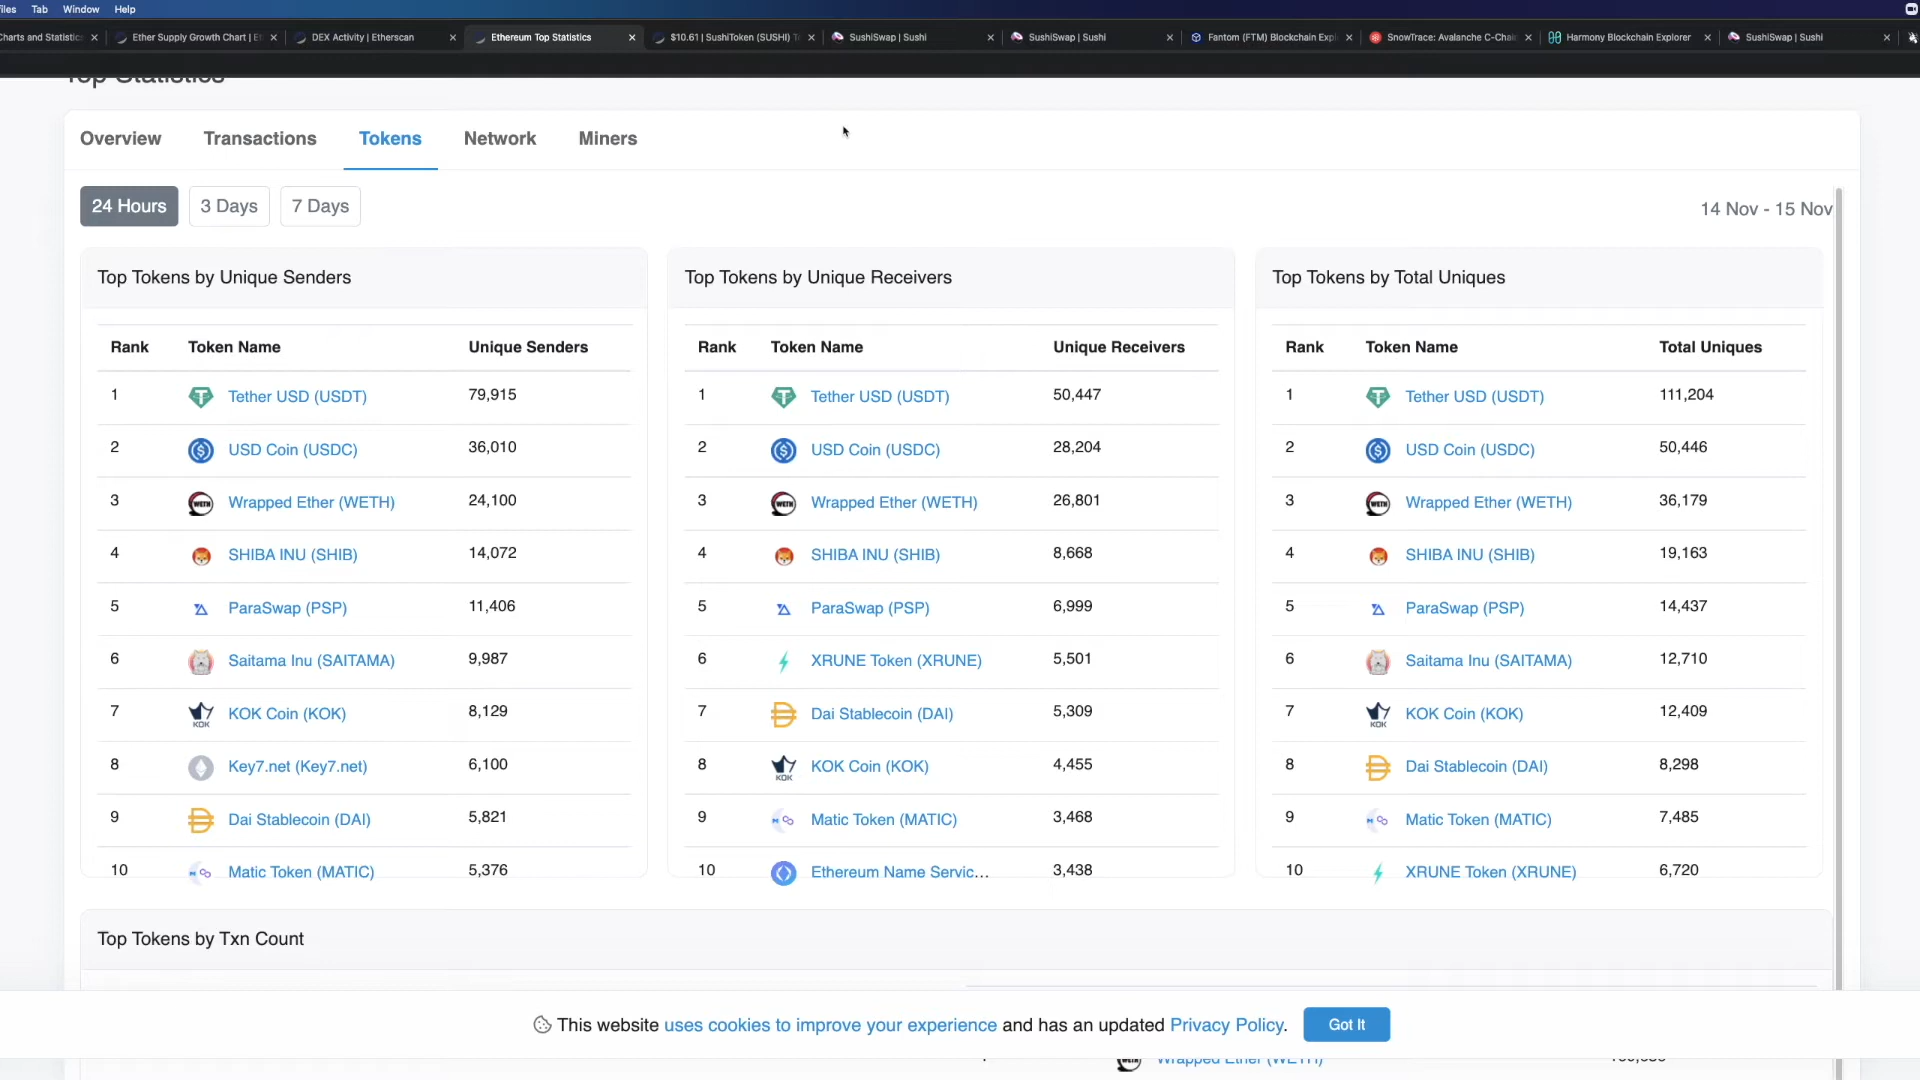 iles Tab Window Help
Charts and Statistic
Ether Supply Growth Chart | Et
DEX Activity | Etherscan
Ethereum Top Statistics
$10.61 | SushiToken (SUSHI) T
SushiSwap | Sushi
SushiSwap | Sushi
Fantom (FTM) Blockchain Expl
SnowTrace: Avalanche C-Chai
Harmony Blockchain Explorer
SushiSwap | Sushi
Top Statistics
Overview Transactions Tokens Network Miners
24 Hours 3 Days 7 Days
14 Nov - 15 Nov
Top Tokens by Unique Senders
Rank Token Name Unique Senders
1 Tether USD (USDT) 79,915
2 USD Coin (USDC) 36,010
3 Wrapped Ether (WETH) 24,100
4 SHIBA INU (SHIB) 14,072
5 ParaSwap (PSP) 11,406
6 Saitama Inu (SAITAMA) 9,987
7 KOK Coin (KOK) 8,129
8 Key7.net (Key7.net) 6,100
9 Dai Stablecoin (DAI) 5,821
10 Matic Token (MATIC) 5,376
Top Tokens by Unique Receivers
Rank Token Name Unique Receivers
1 Tether USD (USDT) 50,447
2 USD Coin (USDC) 28,204
3 Wrapped Ether (WETH) 26,801
4 SHIBA INU (SHIB) 8,668
5 ParaSwap (PSP) 6,999
6 XRUNE Token (XRUNE) 5,501
7 Dai Stablecoin (DAI) 5,309
8 KOK Coin (KOK) 4,455
9 Matic Token (MATIC) 3,468
10 Ethereum Name Servic... 3,438
Top Tokens by Total Uniques
Rank Token Name Total Uniques
1 Tether USD (USDT) 111,204
2 USD Coin (USDC) 50,446
3 Wrapped Ether (WETH) 36,179
4 SHIBA INU (SHIB) 19,163
5 ParaSwap (PSP) 14,437
6 Saitama Inu (SAITAMA) 12,710
7 KOK Coin (KOK) 12,409
8 Dai Stablecoin (DAI) 8,298
9 Matic Token (MATIC) 7,485
10 XRUNE Token (XRUNE) 6,720
Top Tokens by Txn Count
This website uses cookies to improve your experience and has an updated Privacy Policy. Got It
Wrapped Ether (WETH)